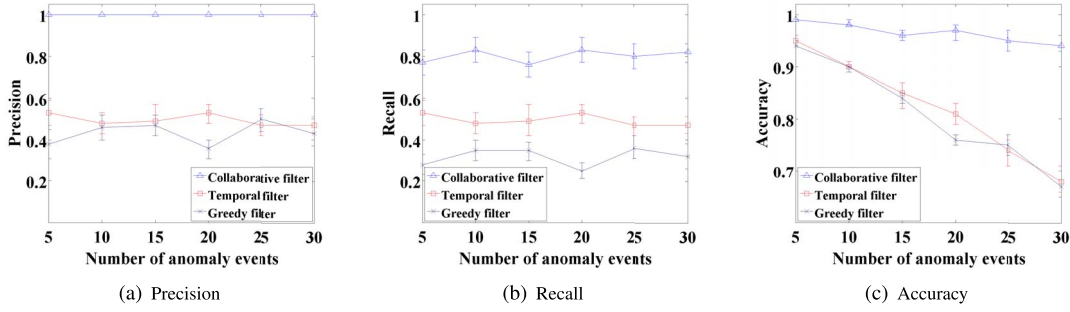 1
0.8
0.6
0.4
0.2
Precision
Collaborative filter
Temporal filter
Greedy filter
5 10 15 20 25 30
Number of anomaly events
(a) Precision
1
0.8
0.6
0.4
0.2
Recall
Collaborative filter
Temporal filter
Greedy filter
5 10 15 20 25 30
Number of anomaly events
(b) Recall
1
0.9
0.8
0.7
Accuracy
Collaborative filter
Temporal filter
Greedy filter
5 10 15 20 25 30
Number of anomaly events
(c) Accuracy